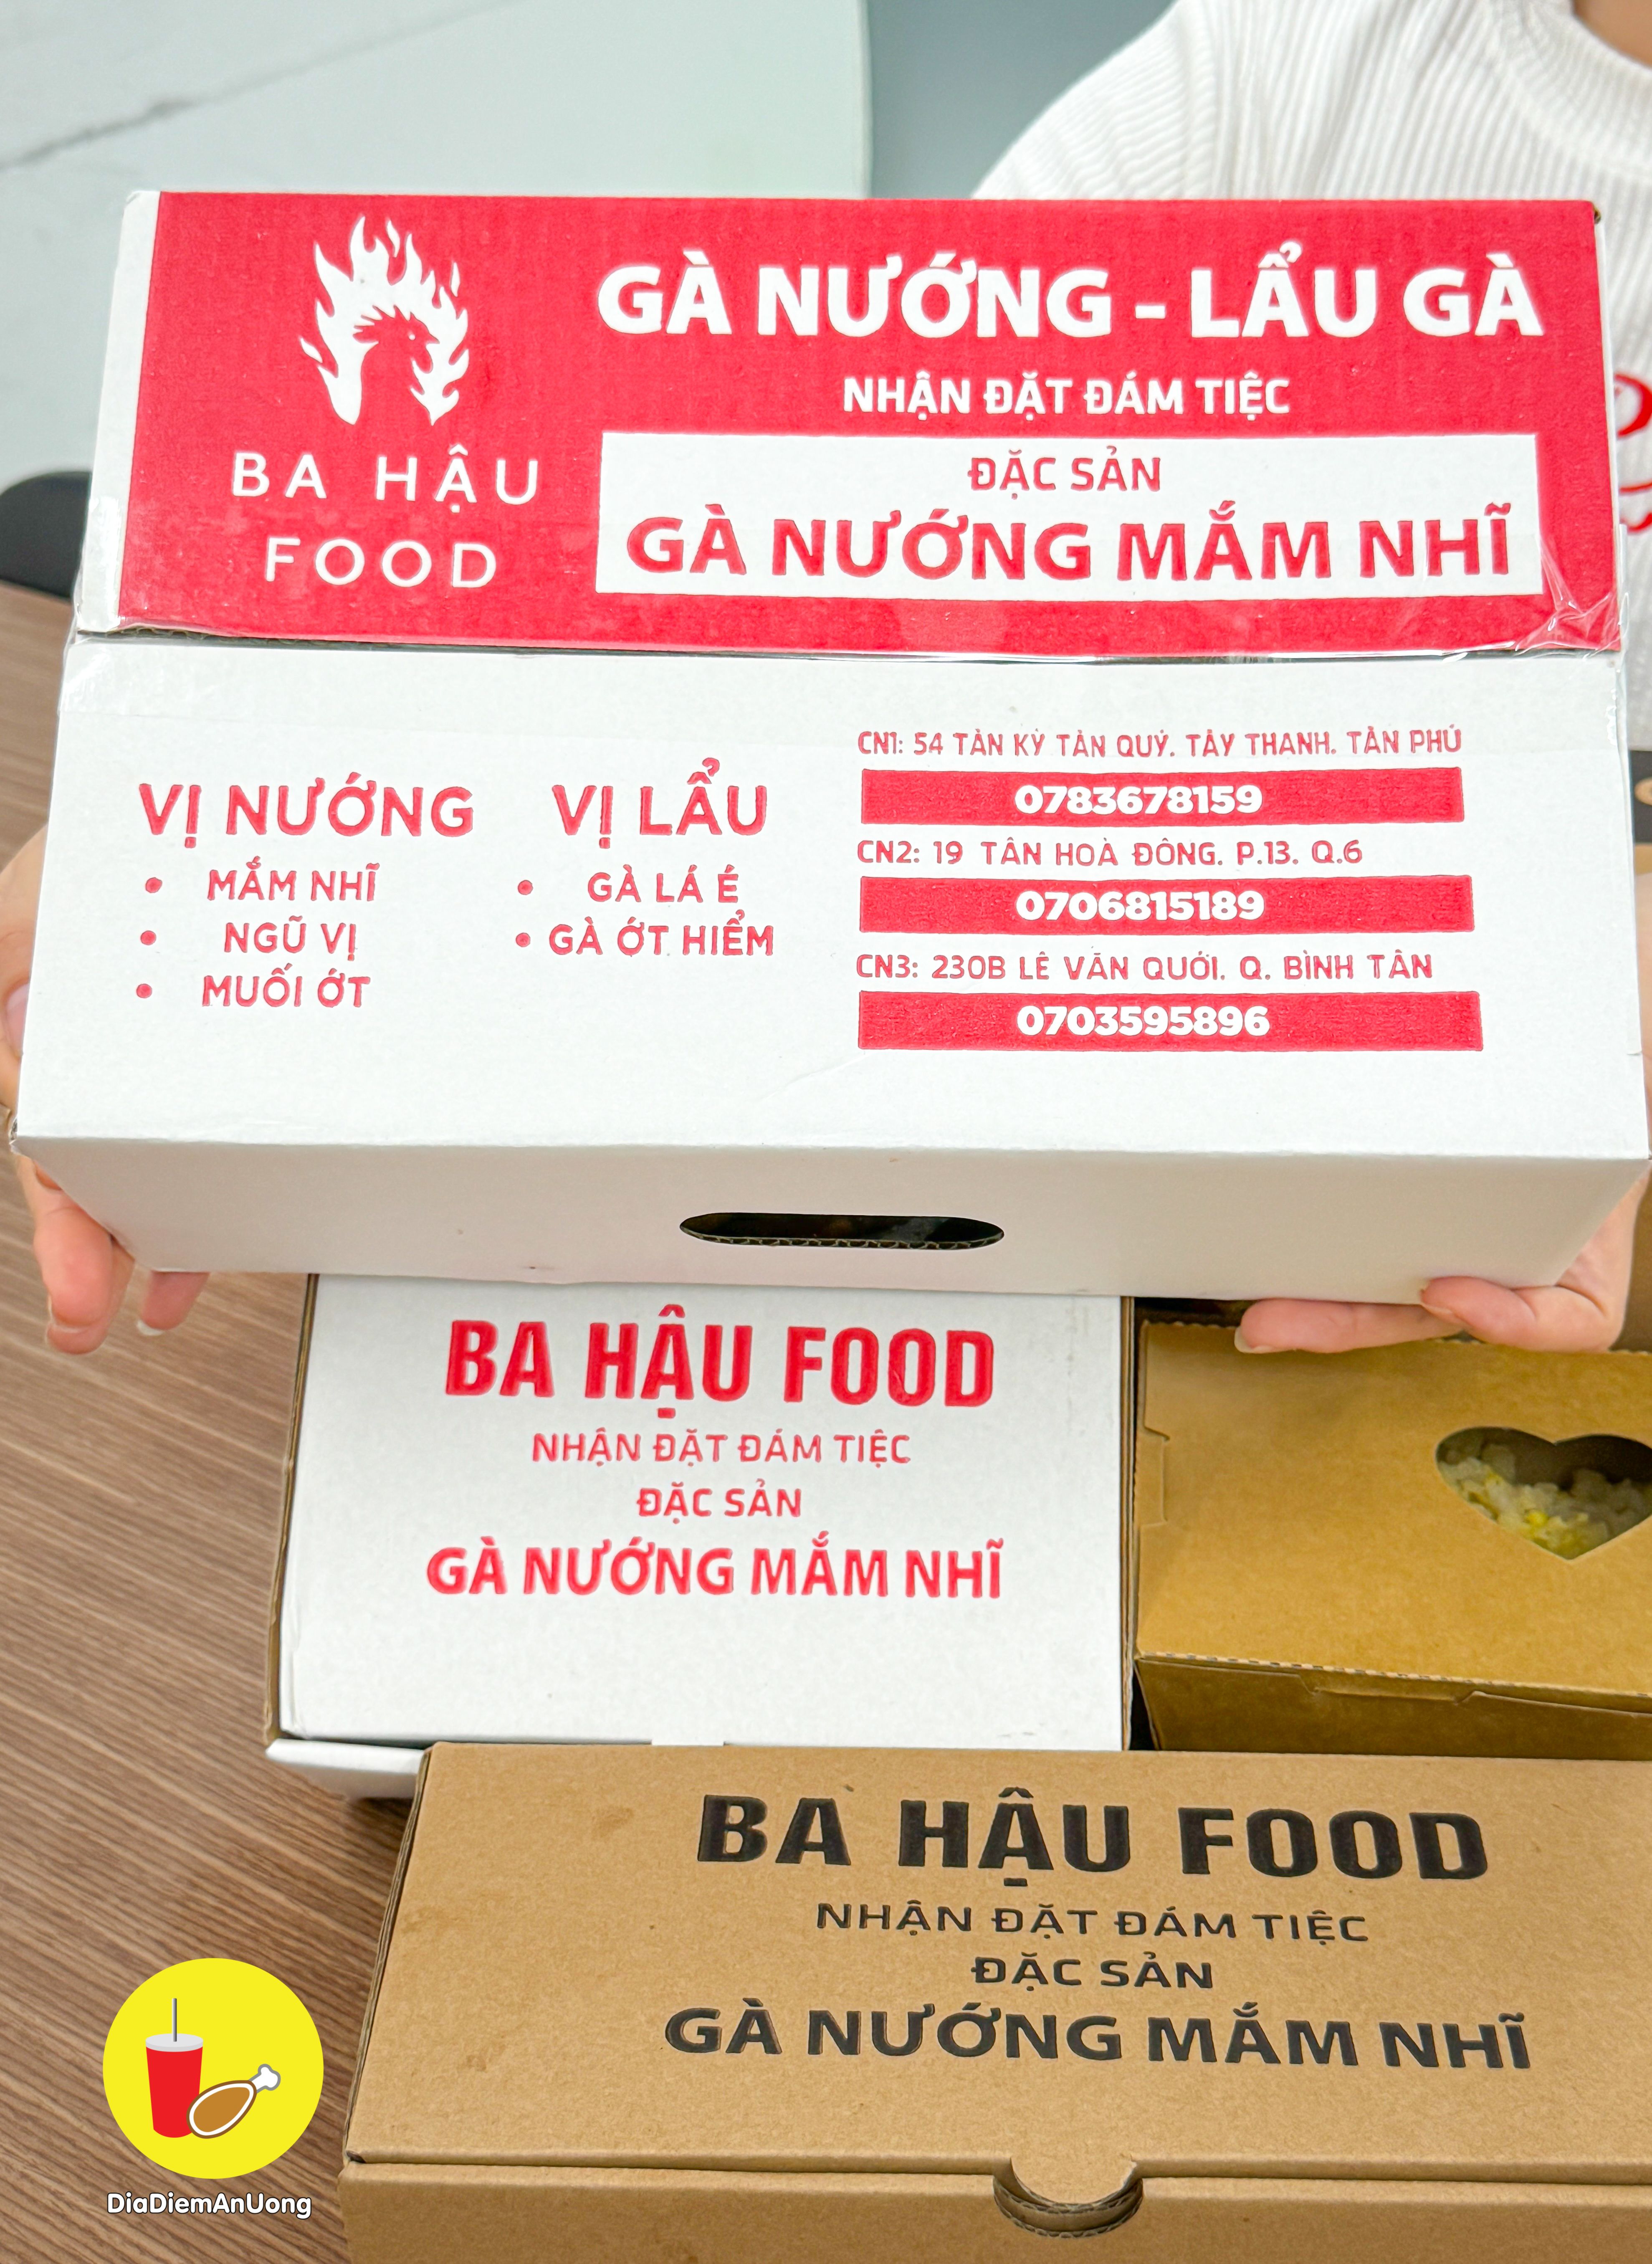 BA HẬU
FOOD
GÀ NƯỚNG - LẨU GÀ
NHẬN ĐẶT ĐÁM TIỆC
ĐẶC SẢN
GÀ NƯỚNG MẮM NHĨ
VỊ NƯỚNG
• MẮM NHĨ
• NGŨ VỊ
• MUỐI ỚT
VỊ LẨU
• GÀ LÁ É
• GÀ ỚT HIỂM
CN1: 54 TÂN KỲ TÂN QUÝ. TÂY THẠNH. TÂN PHÚ
0783678159
CN2: 19 TÂN HOÀ ĐÔNG. P.13. Q.6
0706815189
CN3: 230B LÊ VĂN QUỚI. Q. BÌNH TÂN
0703595896
BA HẬU FOOD
NHẬN ĐẶT ĐÁM TIỆC
ĐẶC SẢN
GÀ NƯỚNG MẮM NHĨ
BA HẬU FOOD
NHẬN ĐẶT ĐÁM TIỆC
ĐẶC SẢN
GÀ NƯỚNG MẮM NHĨ
DiaDiemAnUong